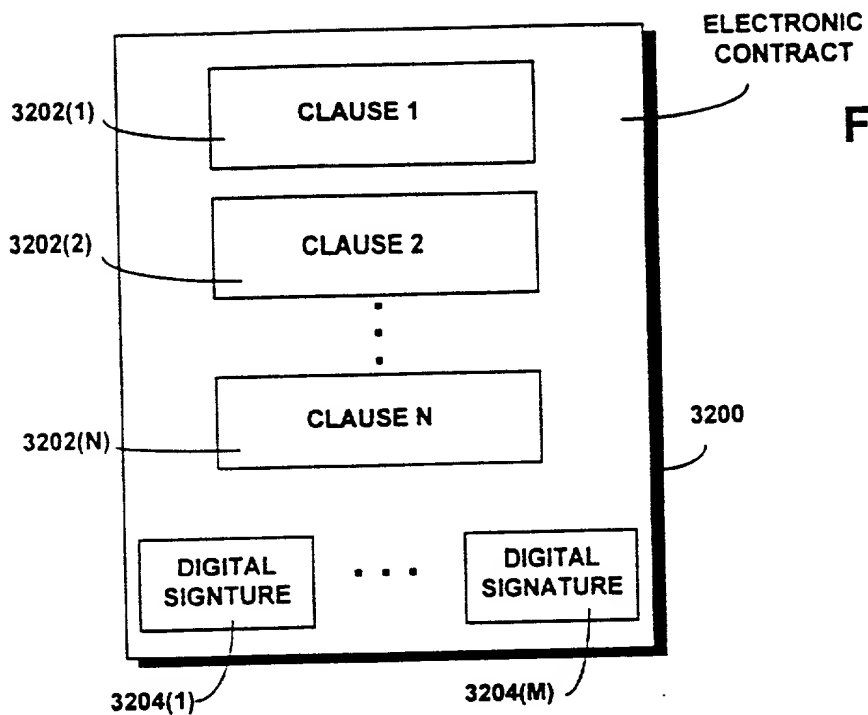 ELECTRONIC
CONTRACT
F
3202(1)
CLAUSE 1
3202(2)
CLAUSE 2
CLAUSE N
3202(N)
3200
DIGITAL
SIGNTURE
. . .
DIGITAL
SIGNATURE
3204(1)
3204(M)